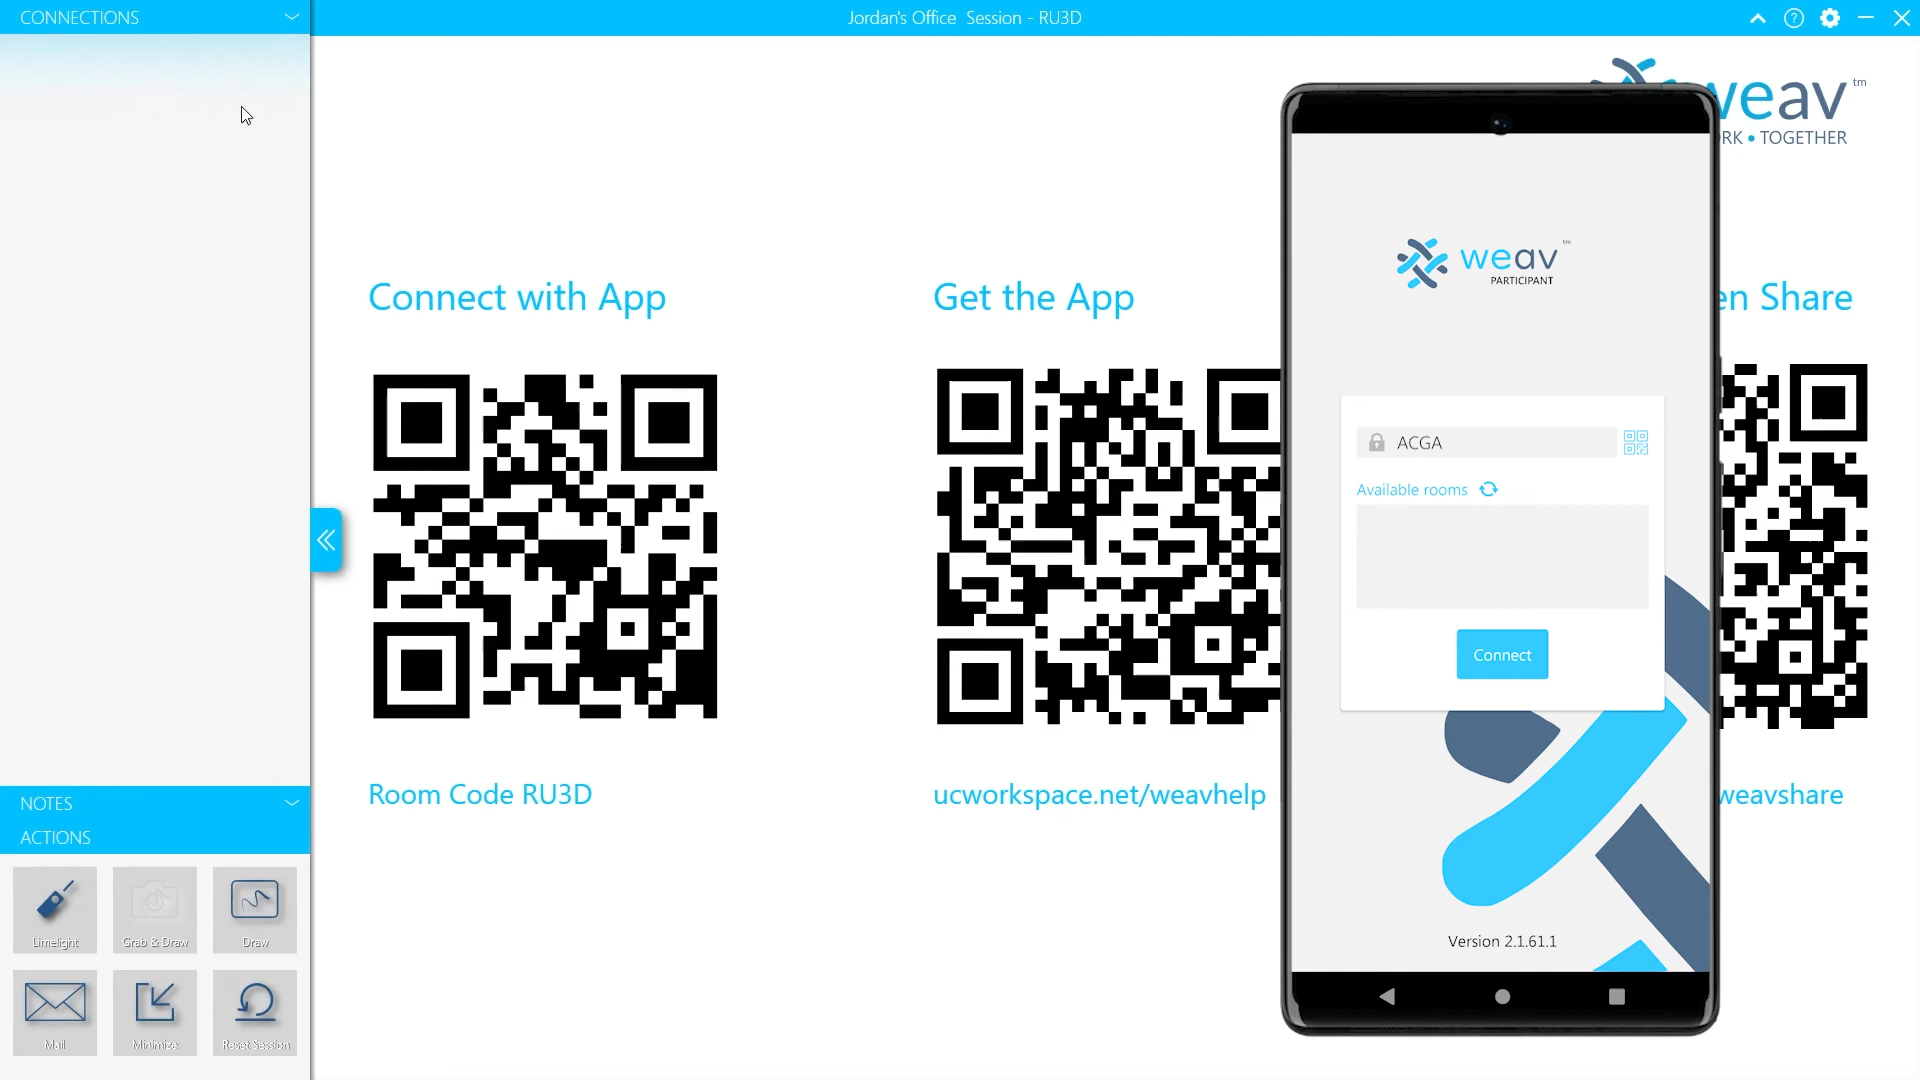 CONNECTIONS
Jordan's Office Session - RU3D
weav™
RK • TOGETHER
Connect with App
Get the App
en Share
Room Code RU3D
ucworkspace.net/weavhelp
weavshare
weav™
PARTICIPANT
ACGA
Available rooms
Connect
Version 2.1.61.1
NOTES
ACTIONS
Limelight
Grab & Draw
Draw
Mail
Minimize
Reset Session